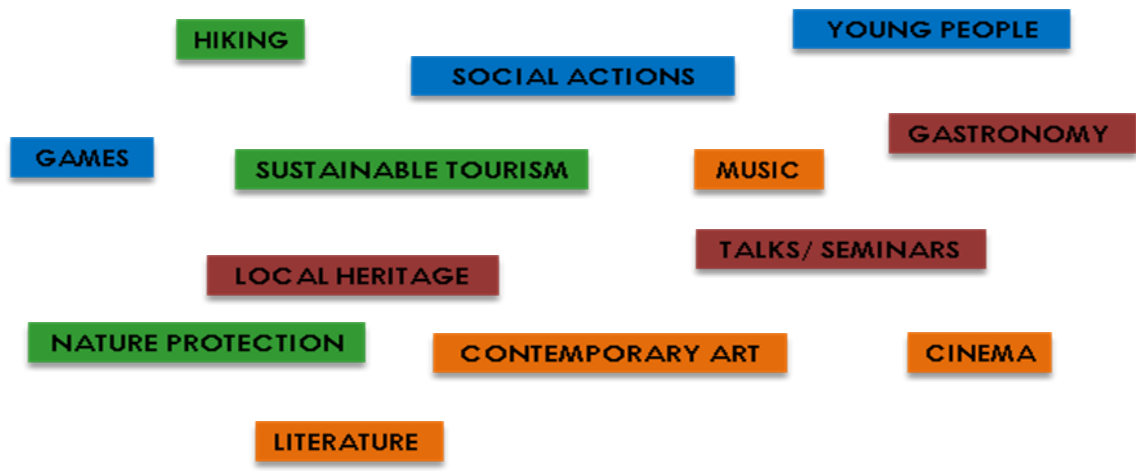 HIKING
YOUNG PEOPLE
SOCIAL ACTIONS
GASTRONOMY
GAMES
SUSTAINABLE TOURISM
MUSIC
TALKS/ SEMINARS
LOCAL HERITAGE
NATURE PROTECTION
CONTEMPORARY ART
CINEMA
LITERATURE